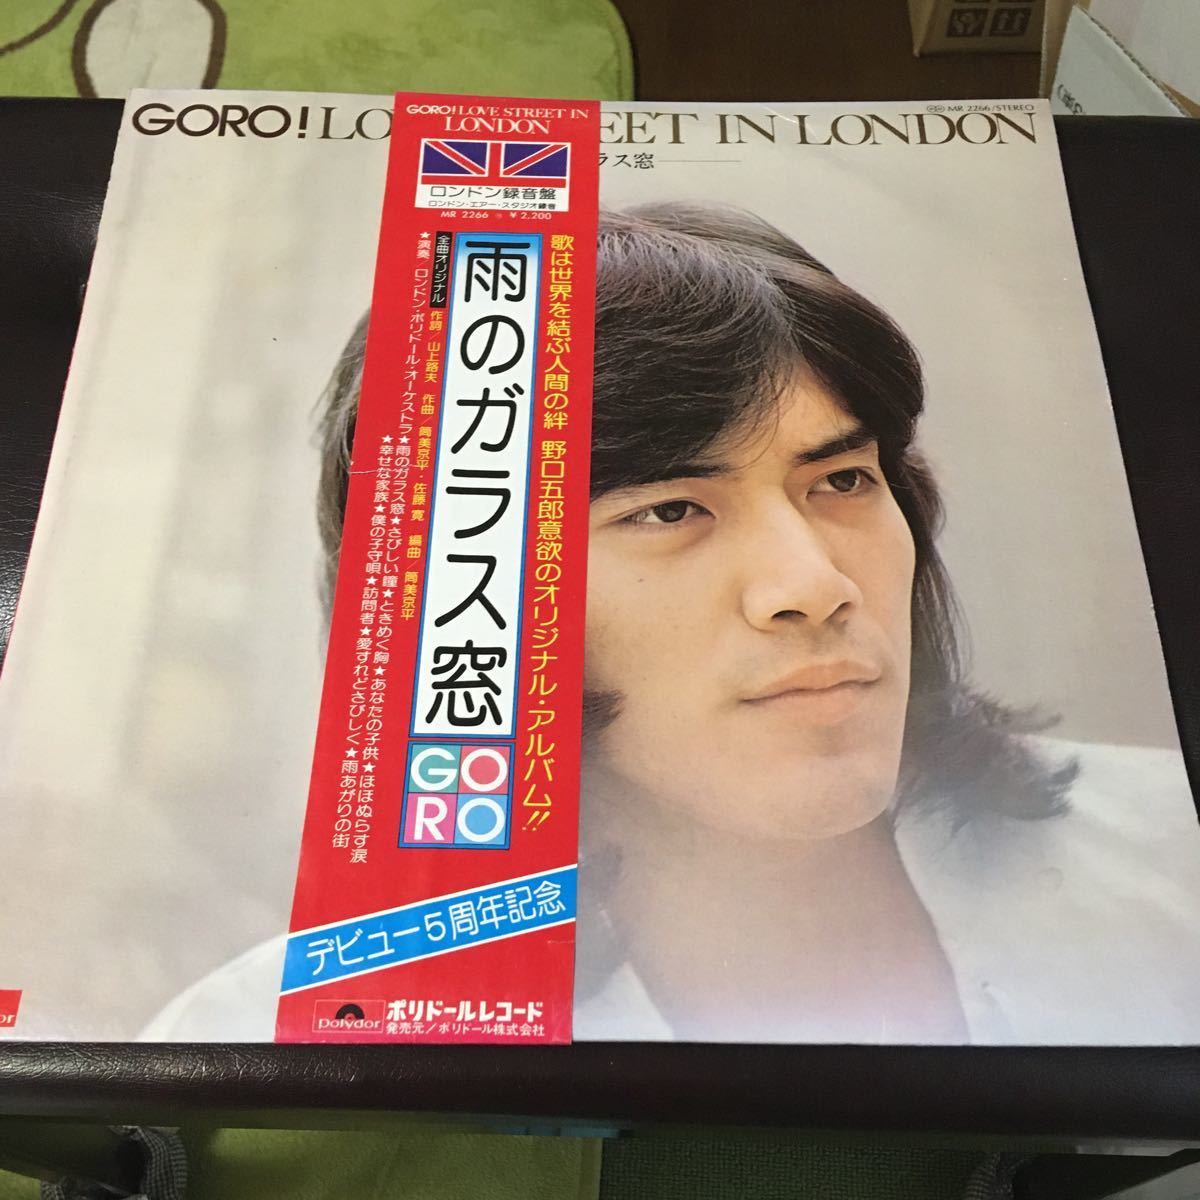 GORO! LO EET IN LONDON
MR 2266/STEREO
ラス窓
GORO! LOVE STREET IN
LONDON
ロンドン録音盤
ロンドン・エアー・スタジオ録音
MR 2266 ¥2,200
歌は世界を結ぶ人間の絆 野口五郎意欲のオリジナル・アルバム!!
雨のガラス窓
GO
RO
全曲オリジナル 作詞/山上路夫 作曲/筒美京平・佐藤 寛 編曲/筒美京平
★演奏/ロンドン・ポリドール・オーケストラ★雨のガラス窓★さびしい鐘★ときめく胸★あなたの子供★ほほぬらす涙
★幸せな家族★僕の子守唄★訪問者★愛すれどさびしく★雨あがりの街
デビュー5周年記念
polydor
ポリドールレコード
発売元/ポリドール株式会社
or